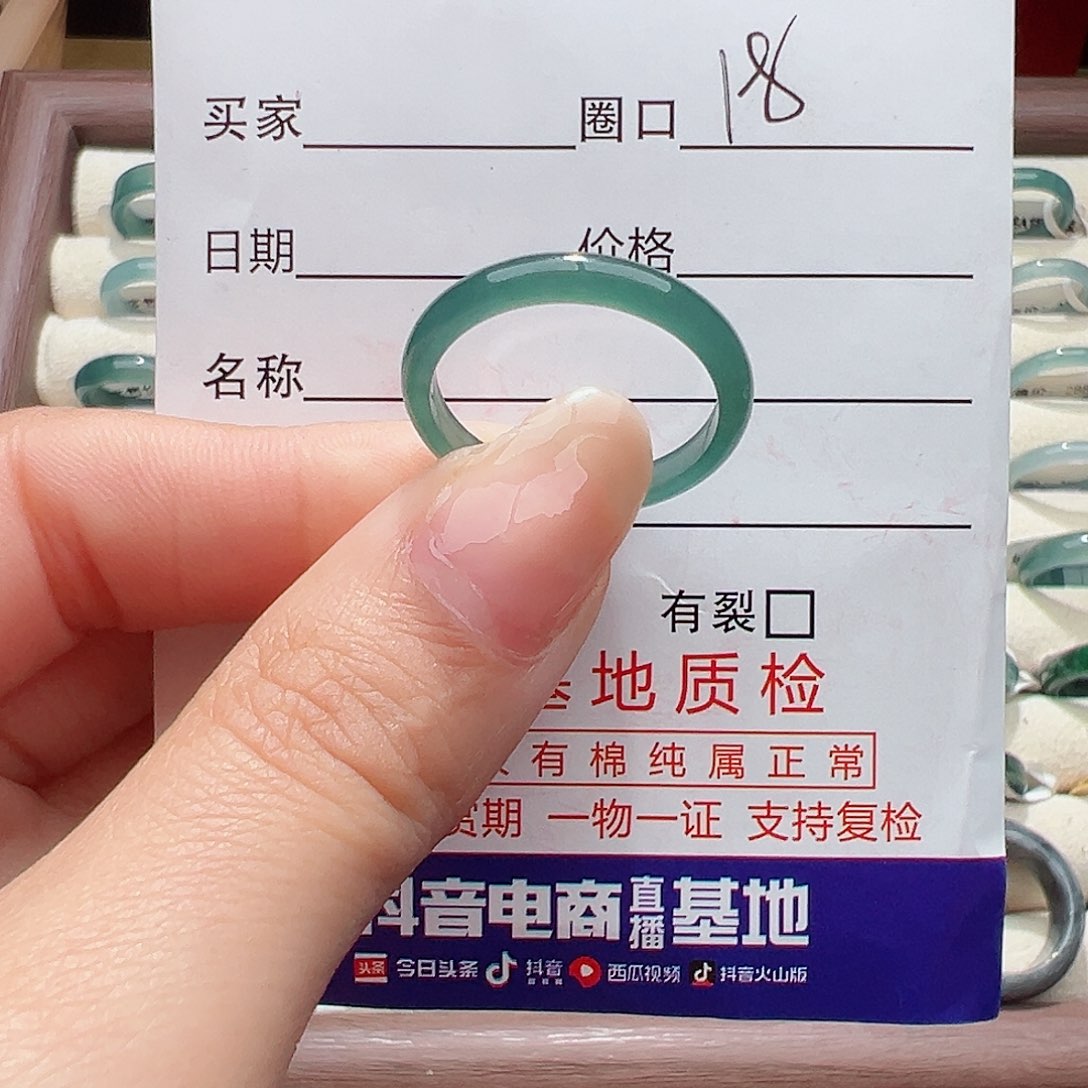 买家 圈口 18
日期 价格
名称
有裂□
地质检
有棉纯属正常
货期 一物一证 支持复检
抖音电商直播基地
头条 今日头条 抖音 西瓜视频 抖音火山版